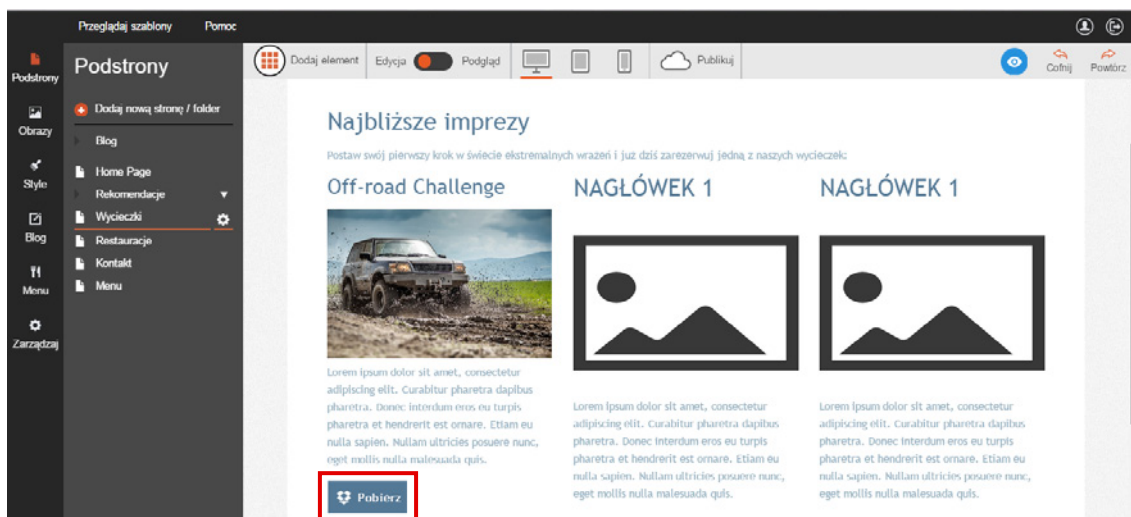 Przeglądaj szablony Pomoc
Podstrony
Obrazy
Style
Blog
Menu
Zarządzaj
Podstrony
Dodaj nową stronę / folder
Blog
Home Page
Rekomendacje
Wycieczki
Restauracje
Kontakt
Menu
Dodaj element Edycja Podgląd Publikuj Cofnij Powtórz
Najbliższe imprezy
Postaw swój pierwszy krok w świecie ekstremalnych wrażeń i już dziś zarezerwuj jedną z naszych wycieczek:
Off-road Challenge
Lorem ipsum dolor sit amet, consectetur
adipiscing elit. Curabitur pharetra dapibus
pharetra. Donec interdum eros eu turpis
pharetra et hendrerit est ornare. Etiam eu
nulla sapien. Nullam ultricies posuere nunc,
eget mollis nulla malesuada quis.
Pobierz
NAGŁÓWEK 1
Lorem ipsum dolor sit amet, consectetur
adipiscing elit. Curabitur pharetra dapibus
pharetra. Donec interdum eros eu turpis
pharetra et hendrerit est ornare. Etiam eu
nulla sapien. Nullam ultricies posuere nunc,
eget mollis nulla malesuada quis.
NAGŁÓWEK 1
Lorem ipsum dolor sit amet, consectetur
adipiscing elit. Curabitur pharetra dapibus
pharetra. Donec interdum eros eu turpis
pharetra et hendrerit est ornare. Etiam eu
nulla sapien. Nullam ultricies posuere nunc,
eget mollis nulla malesuada quis.